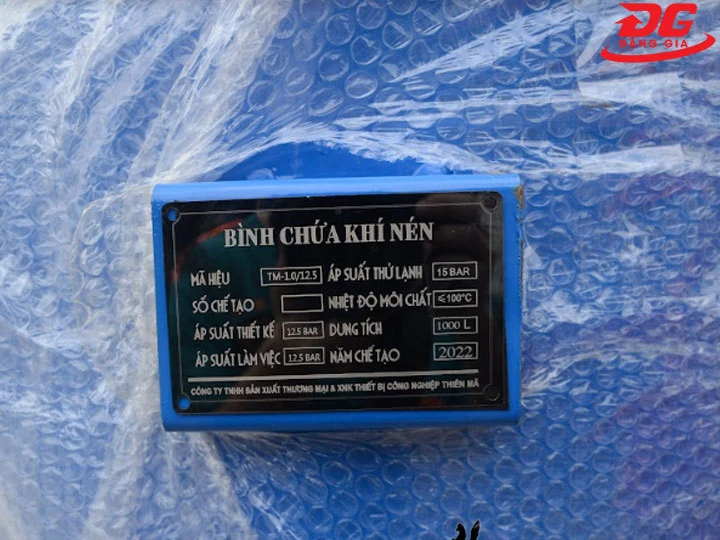 ĐG
BẢNG GIÁ
BÌNH CHỨA KHÍ NÉN
MÃ HIỆU TM-1.0/12.5 ÁP SUẤT THỬ LẠNH 15 BAR
SỐ CHẾ TẠO NHIỆT ĐỘ MÔI CHẤT ≤100°C
ÁP SUẤT THIẾT KẾ 12.5 BAR DUNG TÍCH 1000 L
ÁP SUẤT LÀM VIỆC 12.5 BAR NĂM CHẾ TẠO 2022
CÔNG TY TNHH SẢN XUẤT THƯƠNG MẠI & XNK THIẾT BỊ CÔNG NGHIỆP THIÊN MÃ